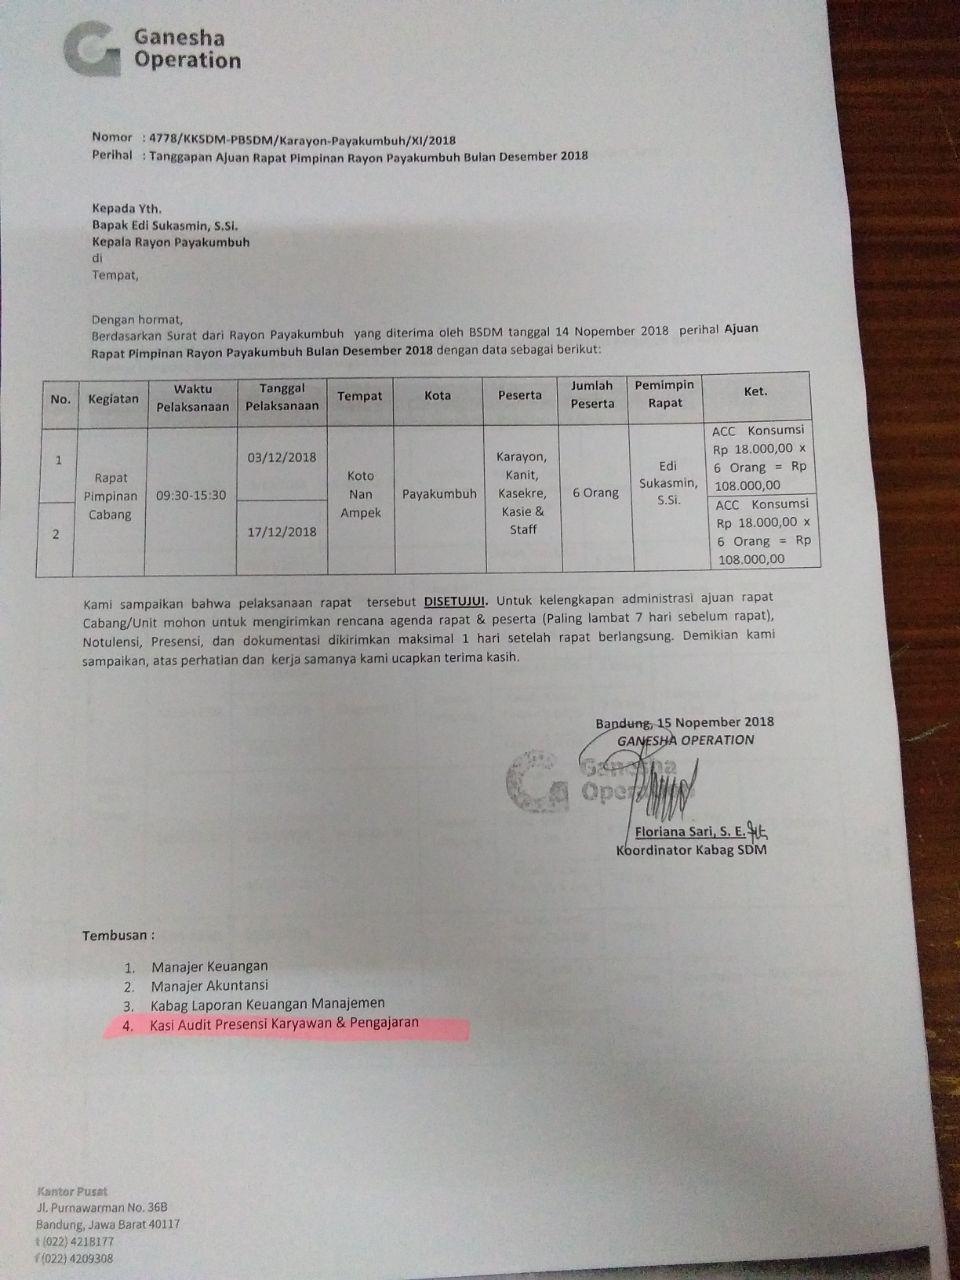 Ganesha
Operation
Nomor : 4778/KKSDM-PBSDM/Karayon-Payakumbuh/XI/2018
Perihal : Tanggapan Ajuan Rapat Pimpinan Rayon Payakumbuh Bulan Desember 2018
Kepada Yth.
Bapak Edi Sukasmin, S.Si.
Kepala Rayon Payakumbuh
di
Tempat,
Dengan hormat,
Berdasarkan Surat dari Rayon Payakumbuh yang diterima oleh BSDM tanggal 14 Nopember 2018 perihal Ajuan
Rapat Pimpinan Rayon Payakumbuh Bulan Desember 2018 dengan data sebagai berikut:
No. Kegiatan Waktu Pelaksanaan Tanggal Pelaksanaan Tempat Kota Peserta Jumlah Peserta Pemimpin Rapat Ket.
1 Rapat Pimpinan Cabang 09:30-15:30 03/12/2018 Koto Nan Ampek Payakumbuh Karayon, Kanit, Kasekre, Kasie & Staff 6 Orang Edi Sukasmin, S.Si. ACC Konsumsi Rp 18.000,00 x 6 Orang = Rp 108.000,00
2 17/12/2018 ACC Konsumsi Rp 18.000,00 x 6 Orang = Rp 108.000,00
Kami sampaikan bahwa pelaksanaan rapat tersebut DISETUJUI. Untuk kelengkapan administrasi ajuan rapat
Cabang/Unit mohon untuk mengirimkan rencana agenda rapat & peserta (Paling lambat 7 hari sebelum rapat),
Notulensi, Presensi, dan dokumentasi dikirimkan maksimal 1 hari setelah rapat berlangsung. Demikian kami
sampaikan, atas perhatian dan kerja samanya kami ucapkan terima kasih.
Bandung, 15 Nopember 2018
GANESHA OPERATION
Ganesha
Operation
Floriana Sari, S. E.
Koordinator Kabag SDM
Tembusan :
1. Manajer Keuangan
2. Manajer Akuntansi
3. Kabag Laporan Keuangan Manajemen
4. Kasi Audit Presensi Karyawan & Pengajaran
Kantor Pusat
Jl. Purnawarman No. 36B
Bandung, Jawa Barat 40117
t (022) 4218177
f (022) 4209308